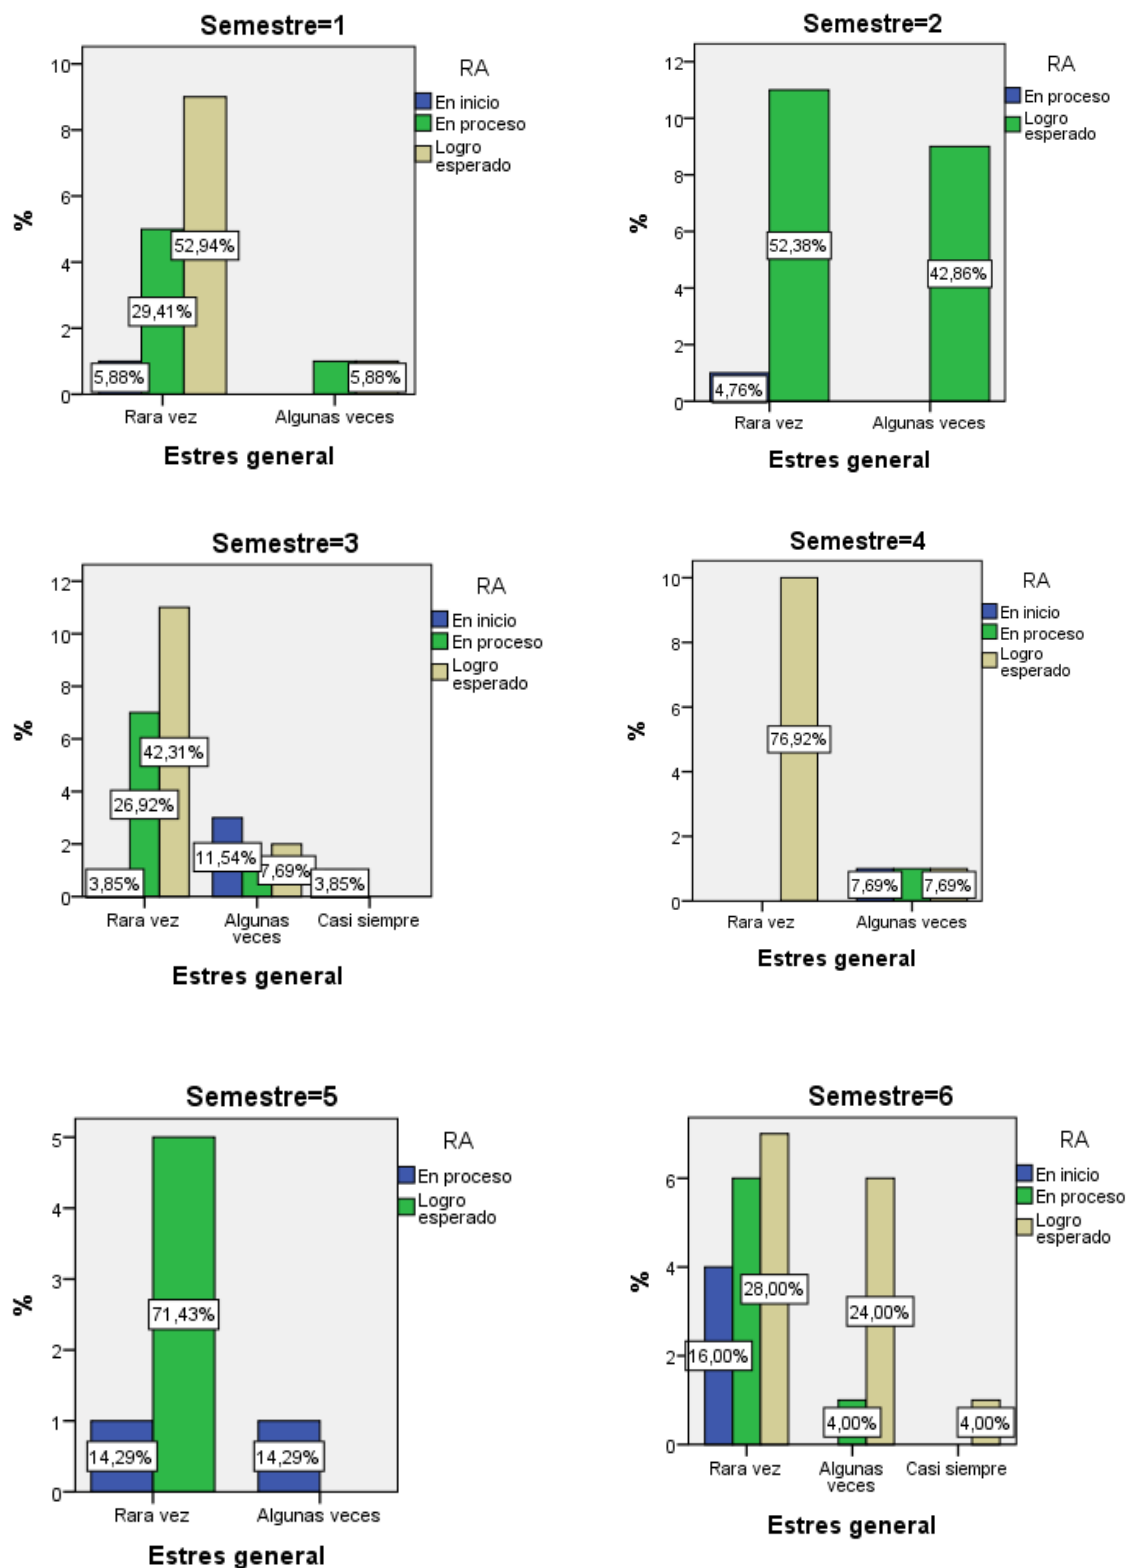 Semestre=1
RA
En inicio
En proceso
Logro
esperado
%
10
8
6
4
2
0
52,94%
29,41%
5,88%
5,88%
Rara vez
Algunas veces
Estres general
Semestre=2
RA
En proceso
Logro
esperado
%
12
10
8
6
4
2
0
52,38%
42,86%
4,76%
Rara vez
Algunas veces
Estres general
Semestre=3
RA
En inicio
En proceso
Logro
esperado
%
12
10
8
6
4
2
0
42,31%
26,92%
3,85%
11,54%
7,69%
3,85%
Rara vez
Algunas
veces
Casi siempre
Estres general
Semestre=4
RA
En inicio
En proceso
Logro
esperado
%
10
8
6
4
2
0
76,92%
7,69%
7,69%
Rara vez
Algunas veces
Estres general
Semestre=5
RA
En proceso
Logro
esperado
%
5
4
3
2
1
0
71,43%
14,29%
14,29%
Rara vez
Algunas veces
Estres general
Semestre=6
RA
En inicio
En proceso
Logro
esperado
%
6
4
2
0
28,00%
16,00%
24,00%
4,00%
4,00%
Rara vez
Algunas
veces
Casi siempre
Estres general